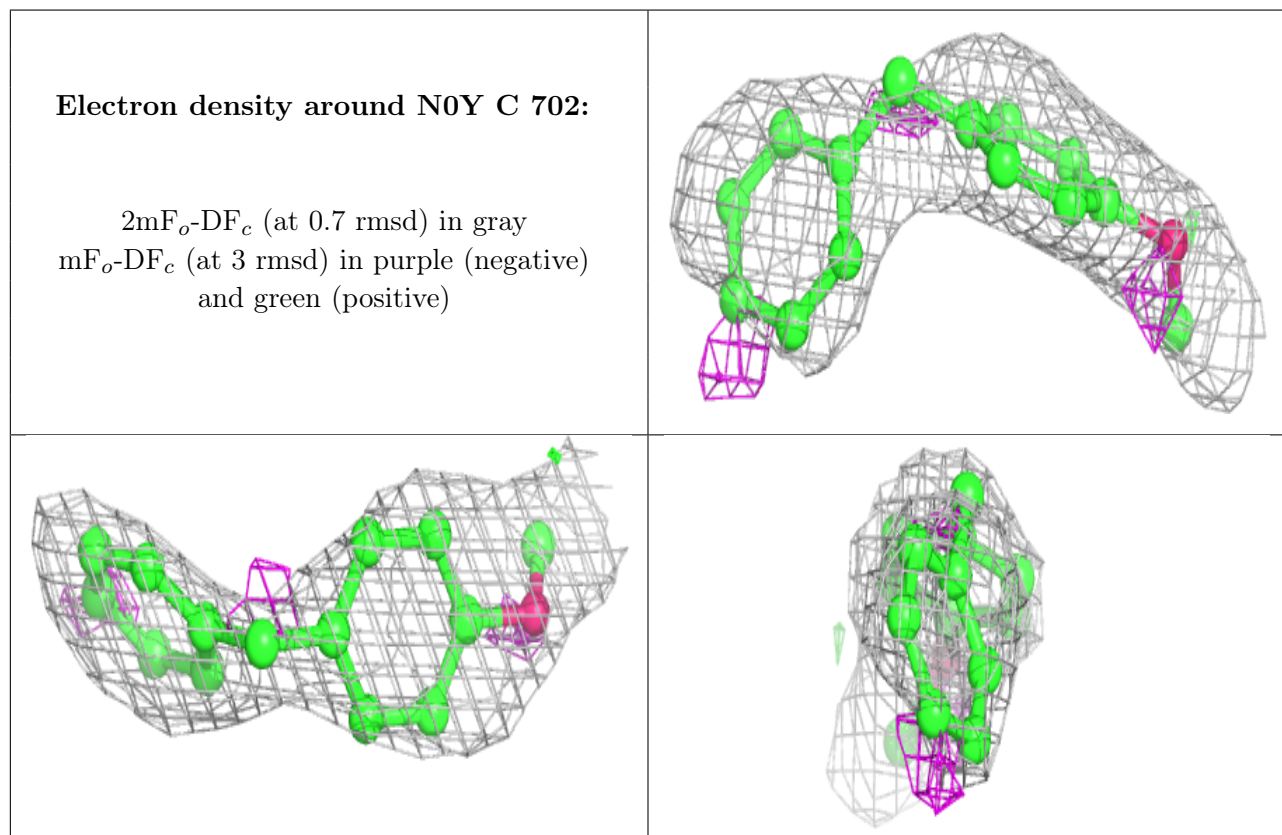 Electron density around N0Y C 702:
2mFo-DFc (at 0.7 rmsd) in gray
mFo-DFc (at 3 rmsd) in purple (negative)
and green (positive)